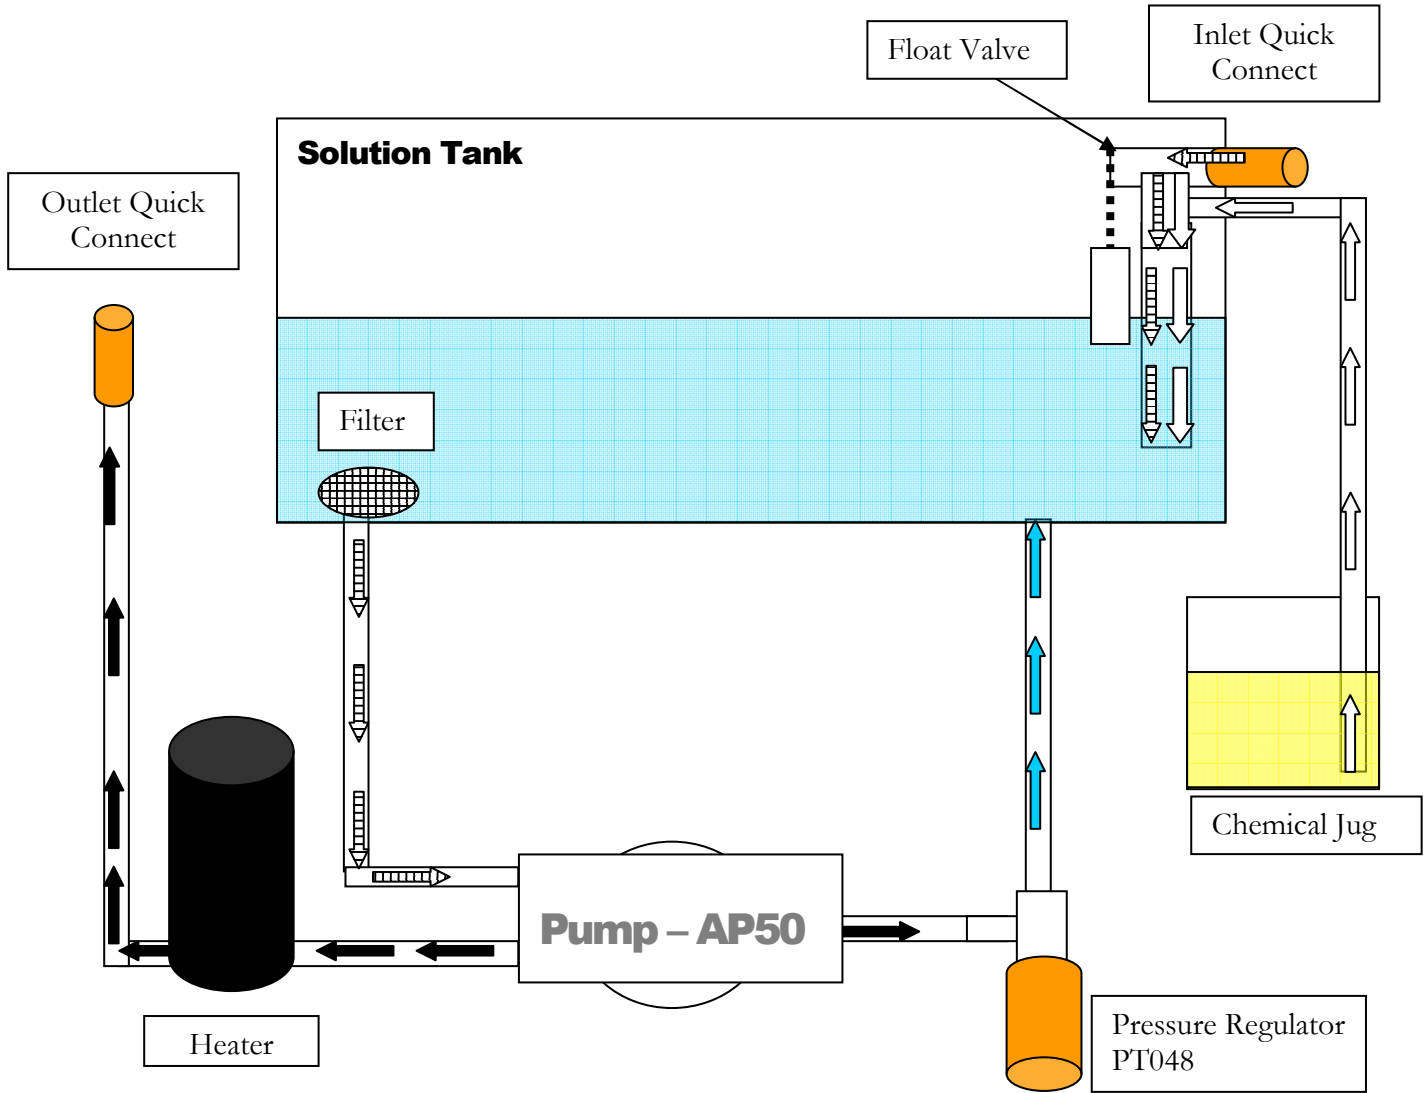 Float Valve
Inlet Quick
Connect
Solution Tank
Outlet Quick
Connect
Filter
Chemical Jug
Pump – AP50
Heater
Pressure Regulator
PT048